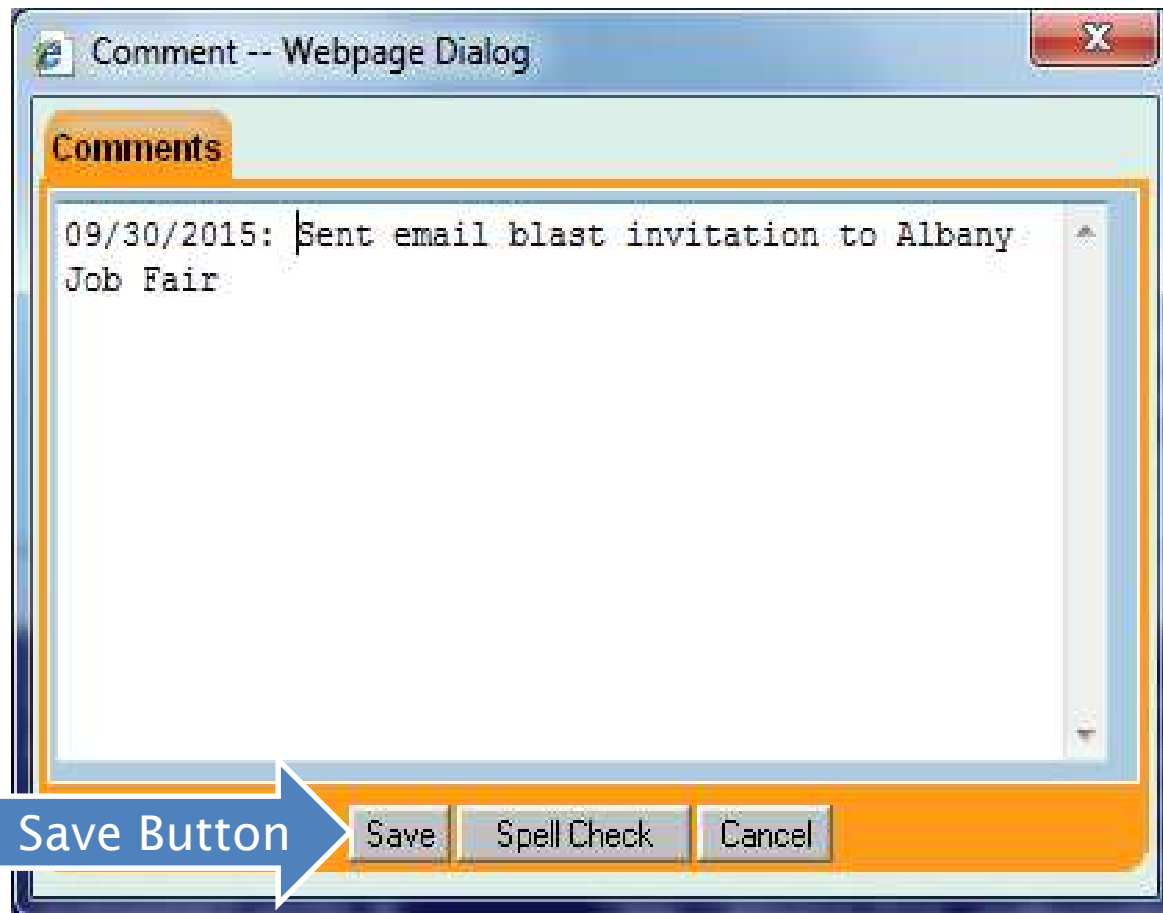 Comment -- Webpage Dialog
Comments
09/30/2015: Sent email blast invitation to Albany
Job Fair
Save Button
Save Spell Check Cancel